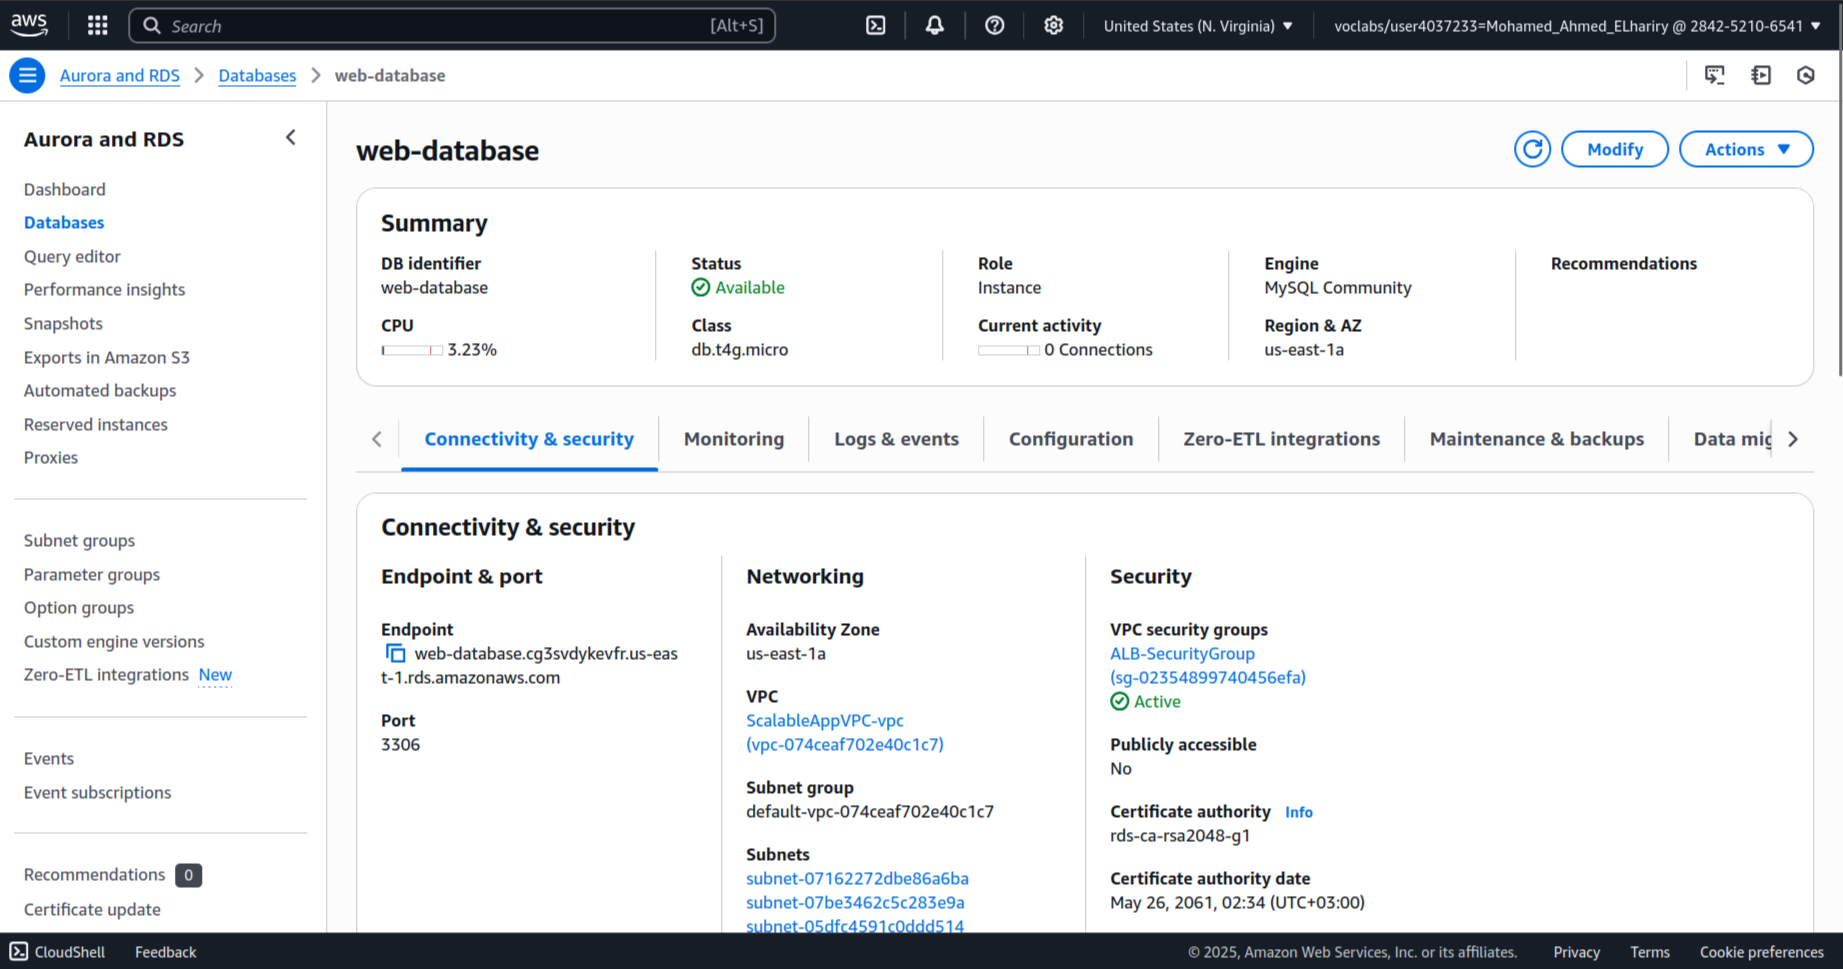 aws
Search [Alt+S]
United States (N. Virginia)
voclabs/user4037233=Mohamed_Ahmed_ELhariry @ 2842-5210-6541
Aurora and RDS
Databases
web-database
Aurora and RDS
Dashboard
Databases
Query editor
Performance insights
Snapshots
Exports in Amazon S3
Automated backups
Reserved instances
Proxies
Subnet groups
Parameter groups
Option groups
Custom engine versions
Zero-ETL integrations New
Events
Event subscriptions
Recommendations 0
Certificate update
web-database
Modify
Actions
Summary
DB identifier
web-database
CPU
3.23%
Status
Available
Class
db.t4g.micro
Role
Instance
Current activity
0 Connections
Engine
MySQL Community
Region & AZ
us-east-1a
Recommendations
Connectivity & security
Monitoring
Logs & events
Configuration
Zero-ETL integrations
Maintenance & backups
Data mig
Connectivity & security
Endpoint & port
Endpoint
web-database.cg3svdykevfr.us-eas
t-1.rds.amazonaws.com
Port
3306
Networking
Availability Zone
us-east-1a
VPC
ScalableAppVPC-vpc
(vpc-074ceaf702e40c1c7)
Subnet group
default-vpc-074ceaf702e40c1c7
Subnets
subnet-07162272dbe86a6ba
subnet-07be3462c5c283e9a
subnet-05dfc4591c0ddd514
Security
VPC security groups
ALB-SecurityGroup
(sg-02354899740456efa)
Active
Publicly accessible
No
Certificate authority Info
rds-ca-rsa2048-g1
Certificate authority date
May 26, 2061, 02:34 (UTC+03:00)
CloudShell
Feedback
© 2025, Amazon Web Services, Inc. or its affiliates.
Privacy
Terms
Cookie preferences